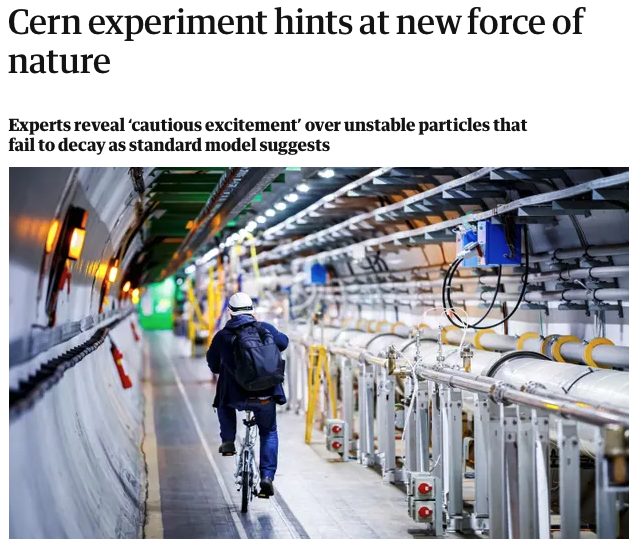 Cern experiment hints at new force of
nature
Experts reveal ‘cautious excitement’ over unstable particles that
fail to decay as standard model suggests